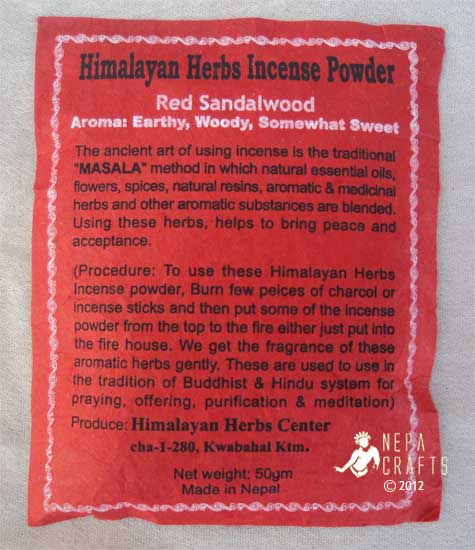 Himalayan Herbs Incense Powder
Red Sandalwood
Aroma: Earthy, Woody, Somewhat Sweet
The ancient art of using incense is the traditional
"MASALA" method in which natural essential oils,
flowers, spices, natural resins, aromatic & medicinal
herbs and other aromatic substances are blended.
Using these herbs, helps to bring peace and
acceptance.
(Procedure: To use these Himalayan Herbs
Incense powder, Burn few peices of charcol or
incense sticks and then put some of the incense
powder from the top to the fire either just put into
the fire house. We get the fragrance of these
aromatic herbs gently. These are used to use in
the tradition of Buddhist & Hindu system for
praying, offering, purification & meditation)
Produce: Himalayan Herbs Center
cha-1-280, Kwabahal Ktm.
Net weight: 50gm
Made in Nepal
NEPA
CRAFTS
© 2012